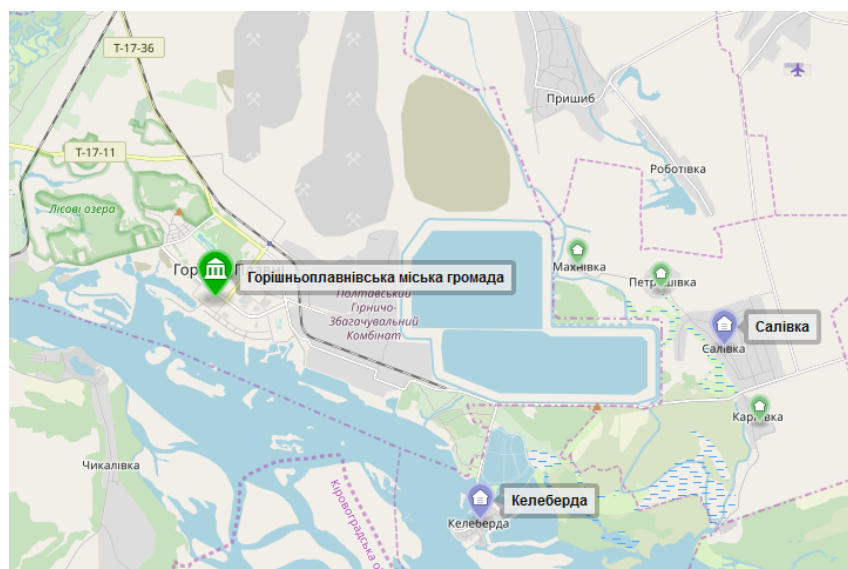 Т-17-36
Пришиб
Т-17-11
Роботівка
Лісові озера
Махнівка
Горішньоплавнівська міська громада
Полтавський
Гірничо-
Збагачувальний
Комбінат
Салівка
Салівка
Чикалівка
Келеберда
Келеберда